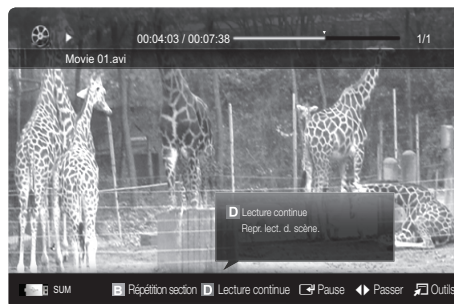 00:04:03 / 00:07:38 1/1
Movie 01.avi
D Lecture continue
Repr. lect. d. scène.
SUM B Répétition section D Lecture continue Pause Passer Outils